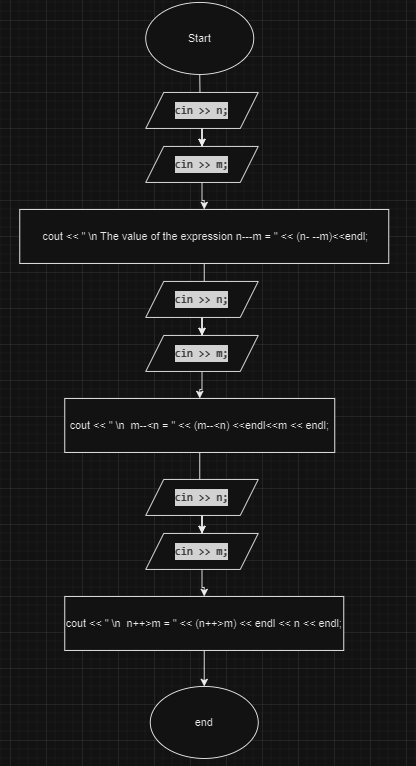 Start
cin >> n;
cin >> m;
cout << " \n The value of the expression n---m = " << (n- --m)<<endl;
cin >> n;
cin >> m;
cout << " \n  m--<n = " << (m--<n) <<endl<<m << endl;
cin >> n;
cin >> m;
cout << " \n  n++>m = " << (n++>m) << endl << n << endl;
end